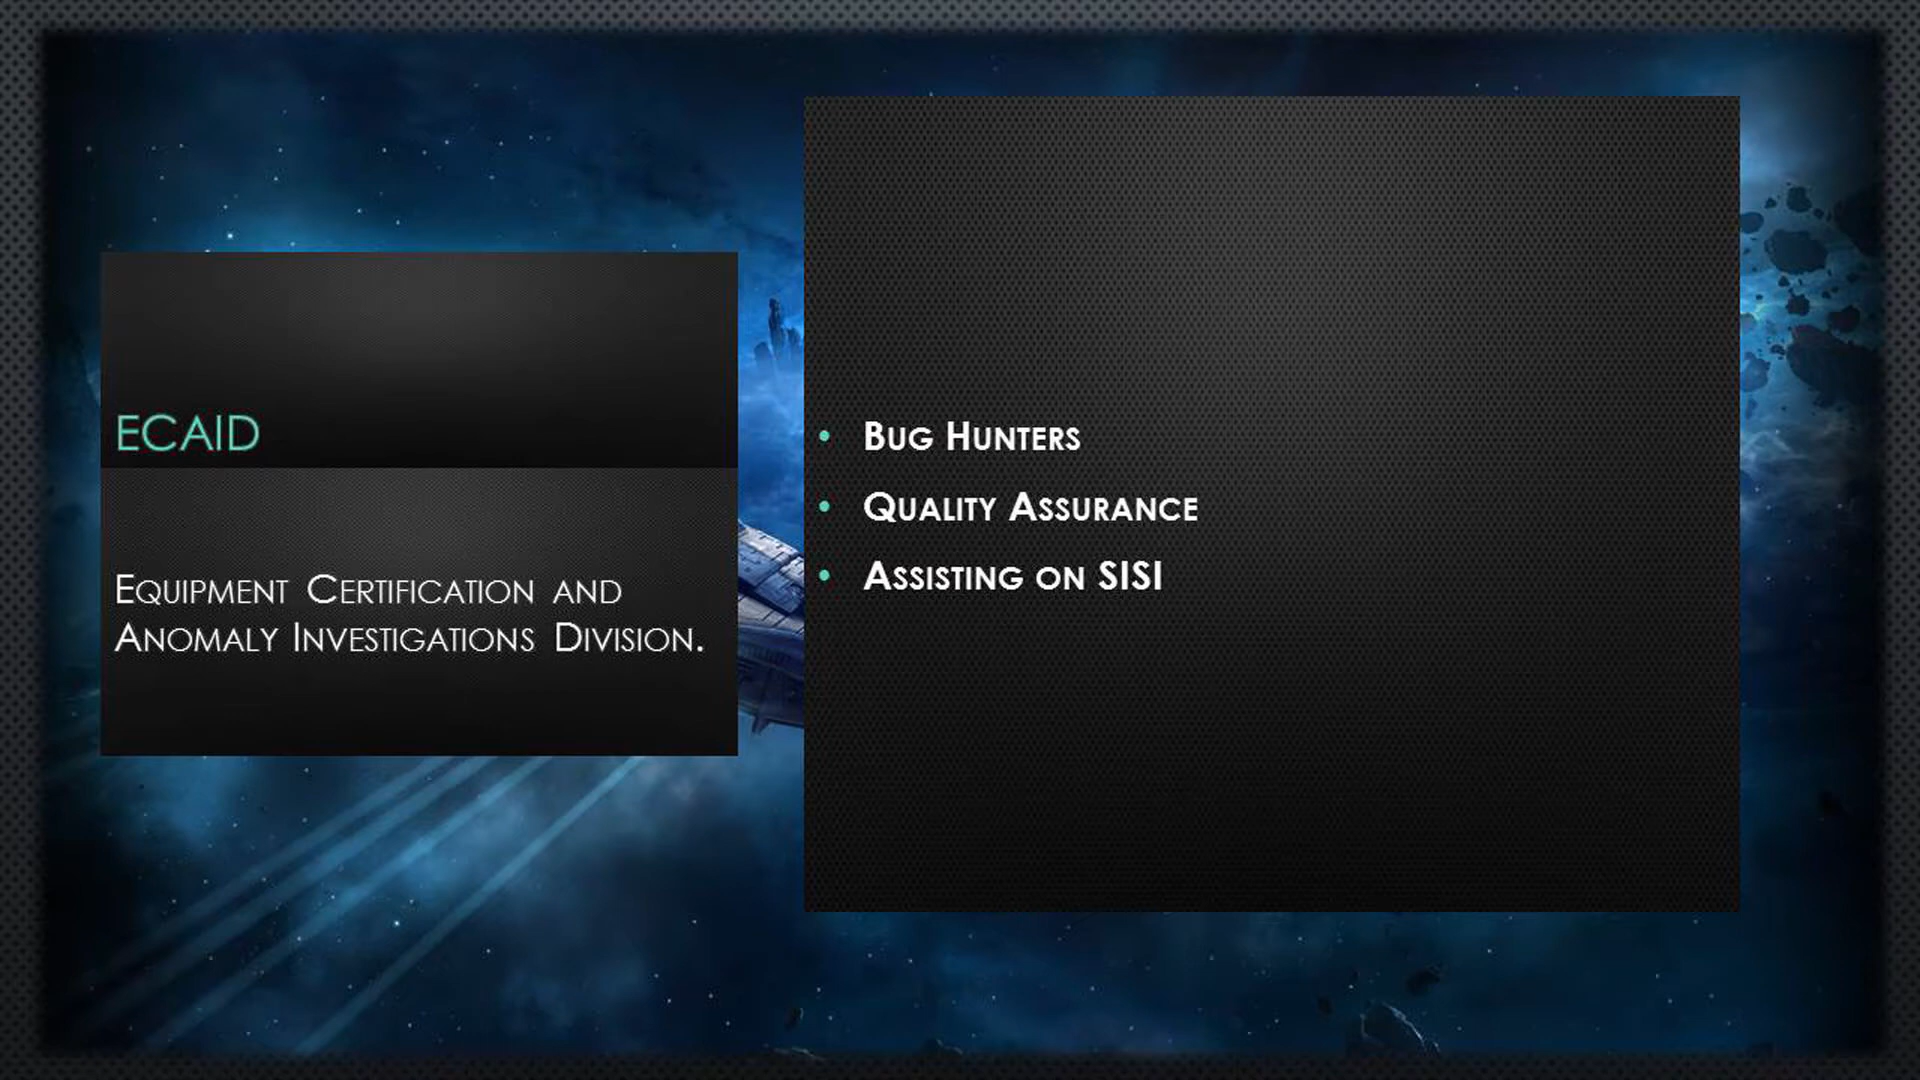 ECAID
Equipment Certification and
Anomaly Investigations Division.
• Bug Hunters
• Quality Assurance
• Assisting on SISI